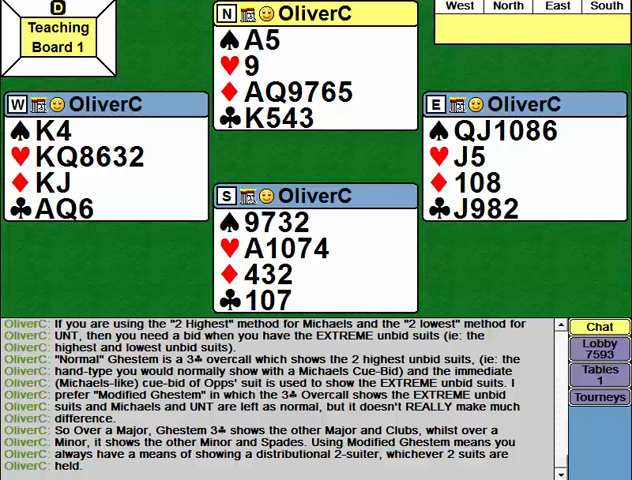 D
Teaching
Board 1
N OliverC
♠A5
♥9
♦AQ9765
♣K543
West North East South
W OliverC
♠K4
♥KQ8632
♦KJ
♣AQ6
E OliverC
♠QJ1086
♥J5
♦108
♣J982
S OliverC
♠9732
♥A1074
♦432
♣107
OliverC: If you are using the "2 Highest" method for Michaels and the "2 lowest" method for
OliverC: UNT, then you need a bid when you have the EXTREME unbid suits (ie: the
OliverC: highest and lowest unbid suits).
OliverC: "Normal" Ghestem is a 3♣ overcall which shows the 2 highest unbid suits, (ie: the
OliverC: hand-type you would normally show with a Michaels Cue-Bid) and the immediate
OliverC: (Michaels-like) cue-bid of Opps' suit is used to show the EXTREME unbid suits. I
OliverC: prefer "Modified Ghestem" in which the 3♣ Overcall shows the EXTREME unbid
OliverC: suits and Michaels and UNT are left as normal, but it doesn't REALLY make much
OliverC: difference.
OliverC: So Over a Major, Ghestem 3♣ shows the other Major and Clubs, whilst over a
OliverC: Minor, it shows the other Minor and Spades. Using Modified Ghestem means you
OliverC: always have a means of showing a distributional 2-suiter, whichever 2 suits are
OliverC: held.
Chat
Lobby
7593
Tables
1
Tourneys